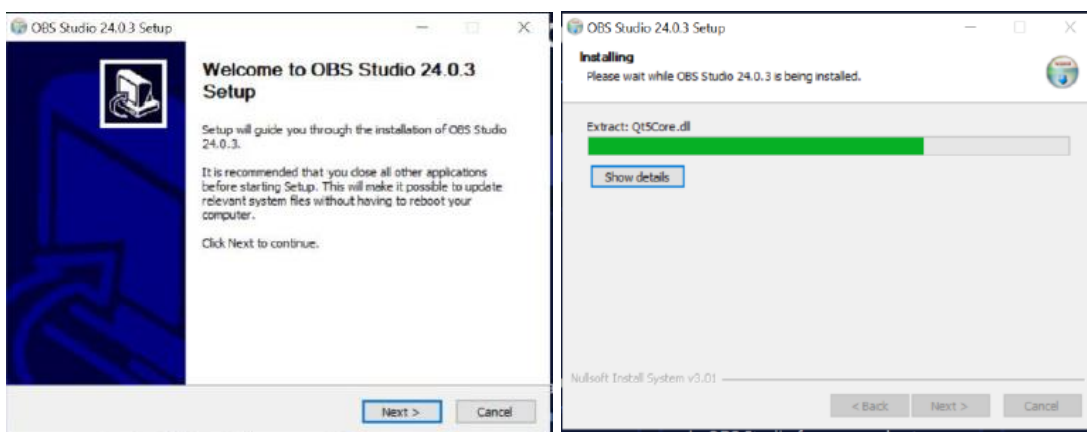 OBS Studio 24.0.3 Setup
Welcome to OBS Studio 24.0.3
Setup
Setup will guide you through the installation of OBS Studio
24.0.3.
It is recommended that you close all other applications
before starting Setup. This will make it possible to update
relevant system files without having to reboot your
computer.
Click Next to continue.
Next >
Cancel
OBS Studio 24.0.3 Setup
Installing
Please wait while OBS Studio 24.0.3 is being installed.
Extract: Qt5Core.dll
Show details
Nullsoft Install System v3.01
< Back
Next >
Cancel